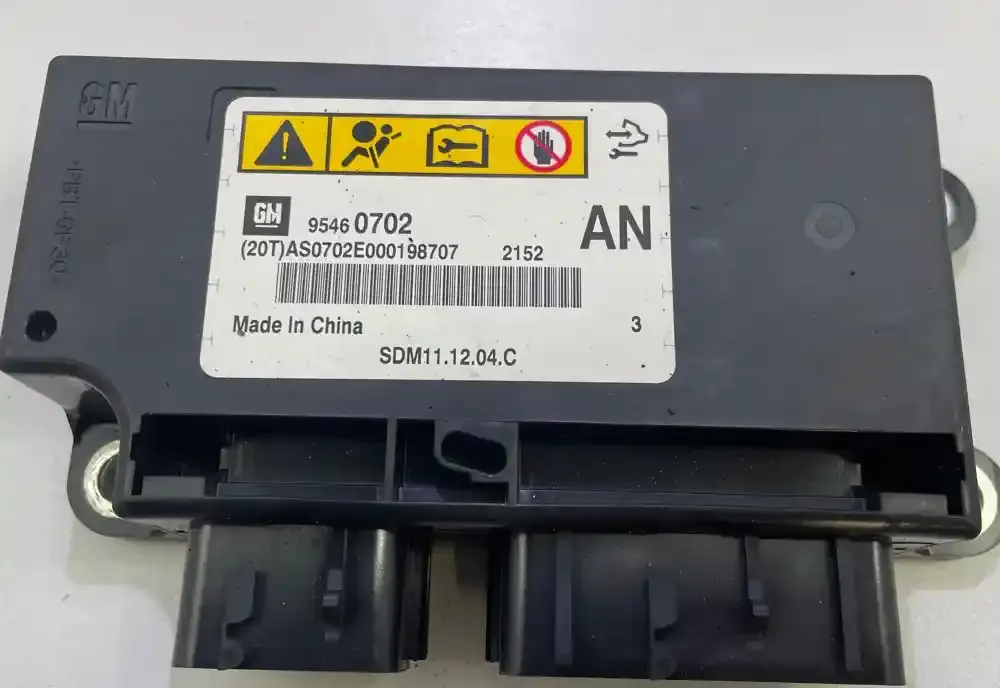 GM
AN
GM 9546 0702
(20T)AS0702E000198707 2152
Made In China 3
SDM11.12.04.C